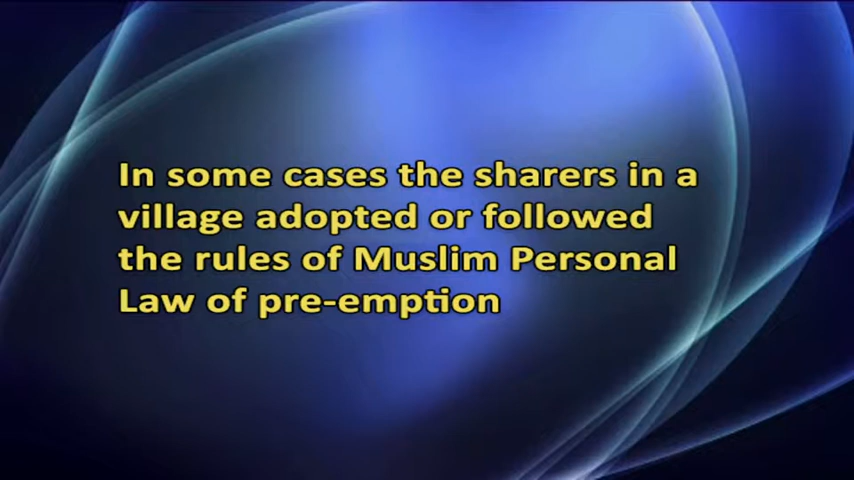 In some cases the sharers in a
village adopted or followed
the rules of Muslim Personal
Law of pre-emption